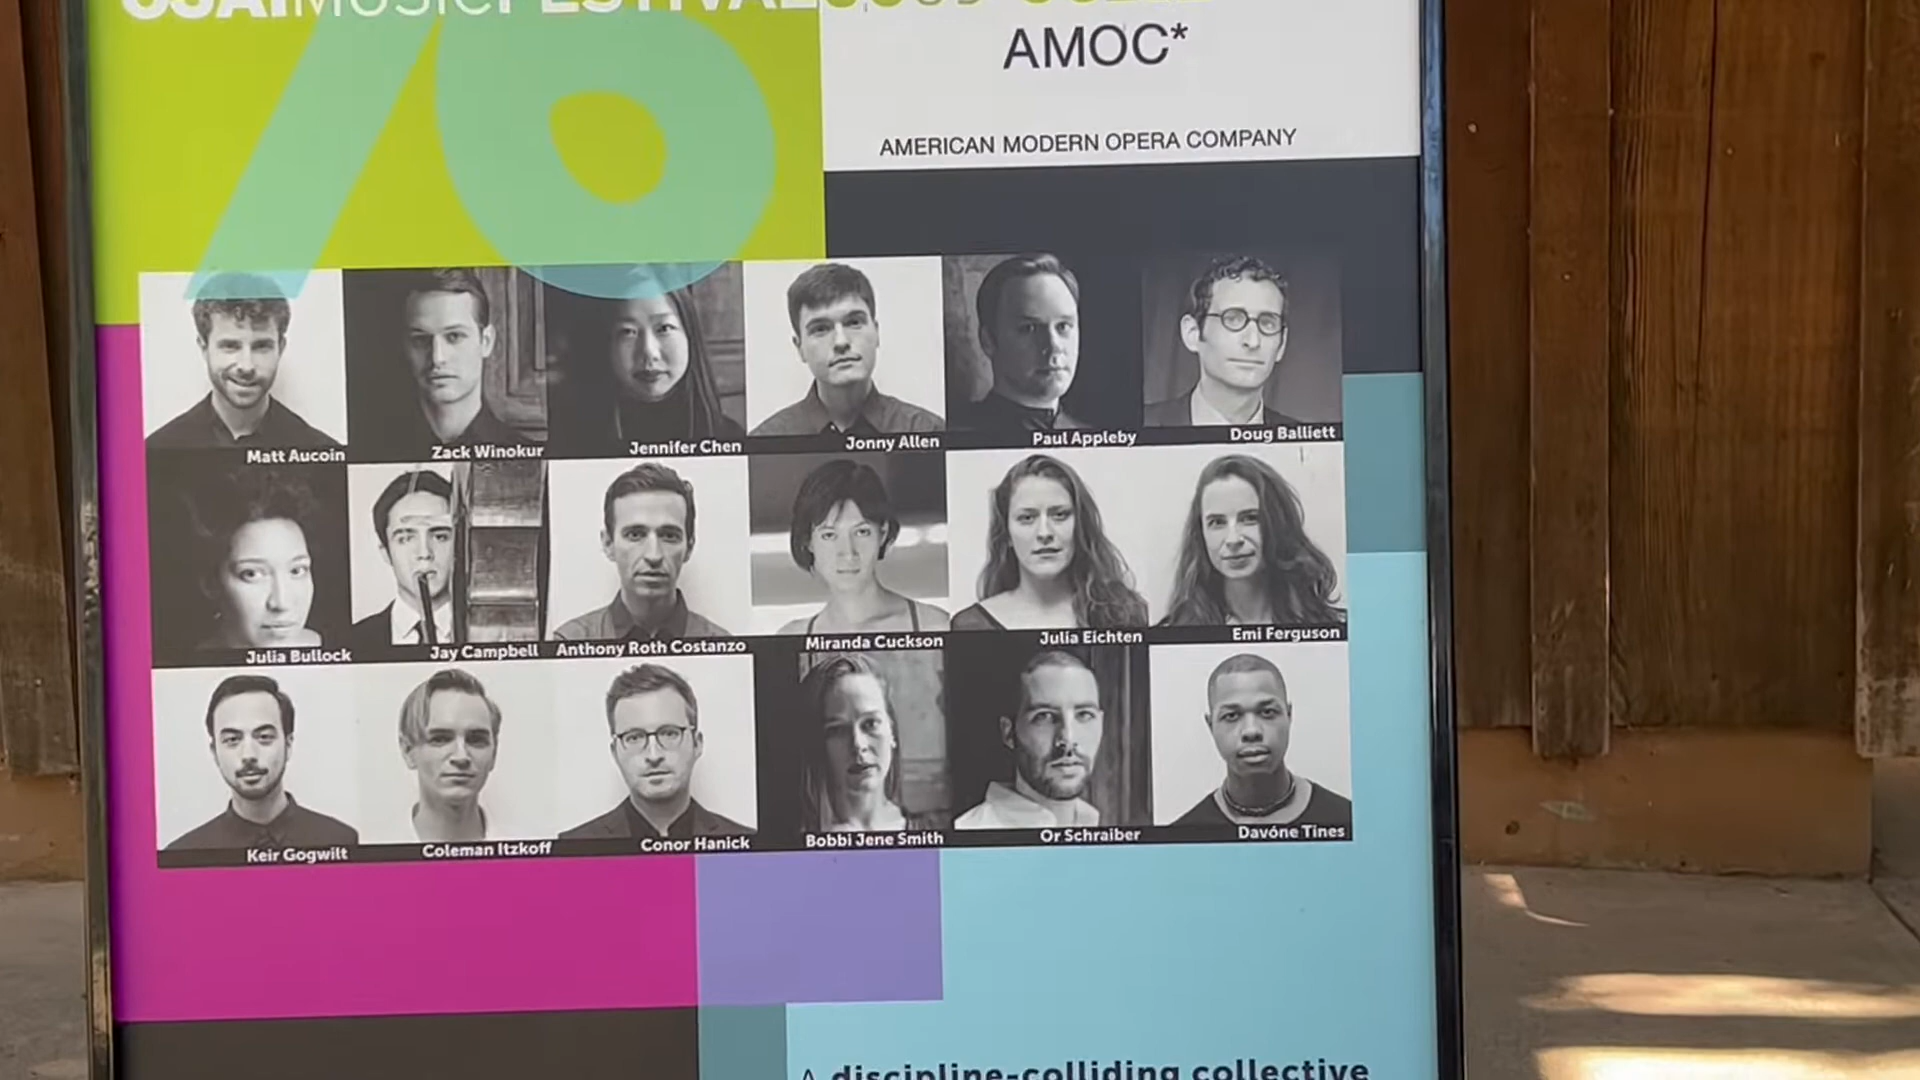 OJAI MUSIC FESTIVAL
76
AMOC*
AMERICAN MODERN OPERA COMPANY
Matt Aucoin Zack Winokur Jennifer Chen Jonny Allen Paul Appleby Doug Balliett
Julia Bullock Jay Campbell Anthony Roth Costanzo Miranda Cuckson Julia Eichten Emi Ferguson
Keir Gogwilt Coleman Itzkoff Conor Hanick Bobbi Jene Smith Or Schraiber Davóne Tines
A discipline-colliding collective